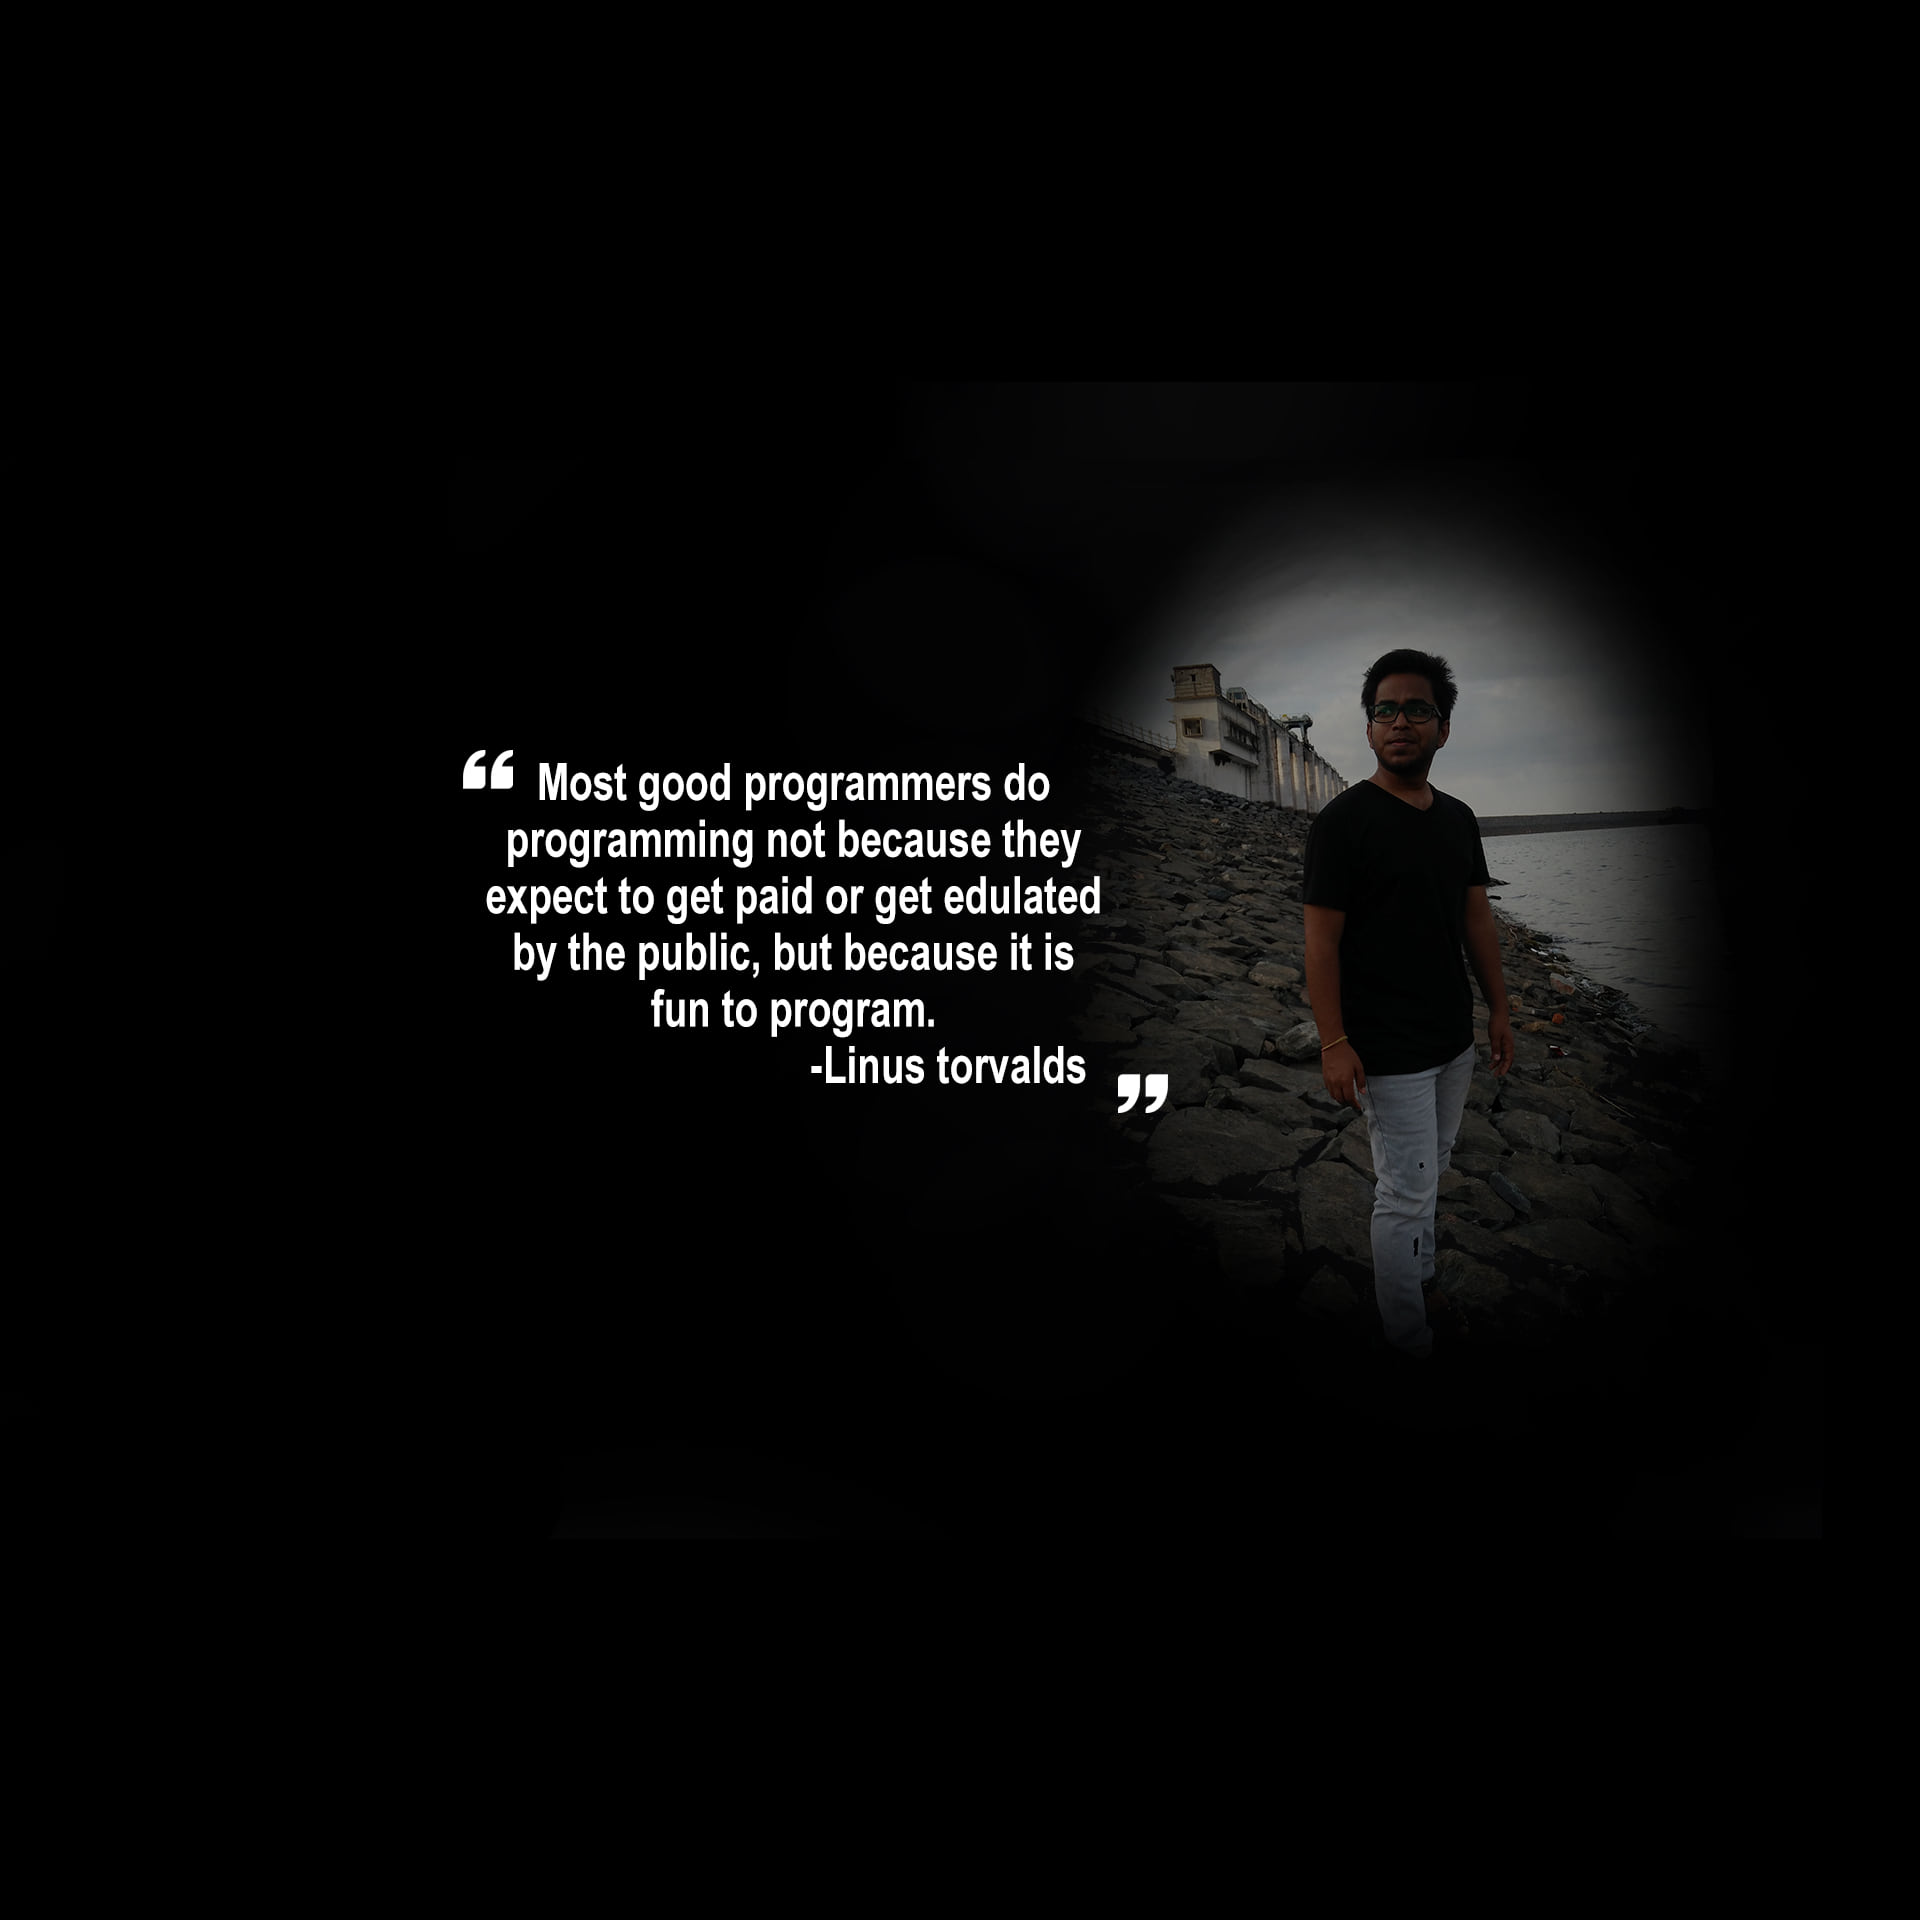 “ Most good programmers do
programming not because they
expect to get paid or get edulated
by the public, but because it is
fun to program.
-Linus torvalds ”